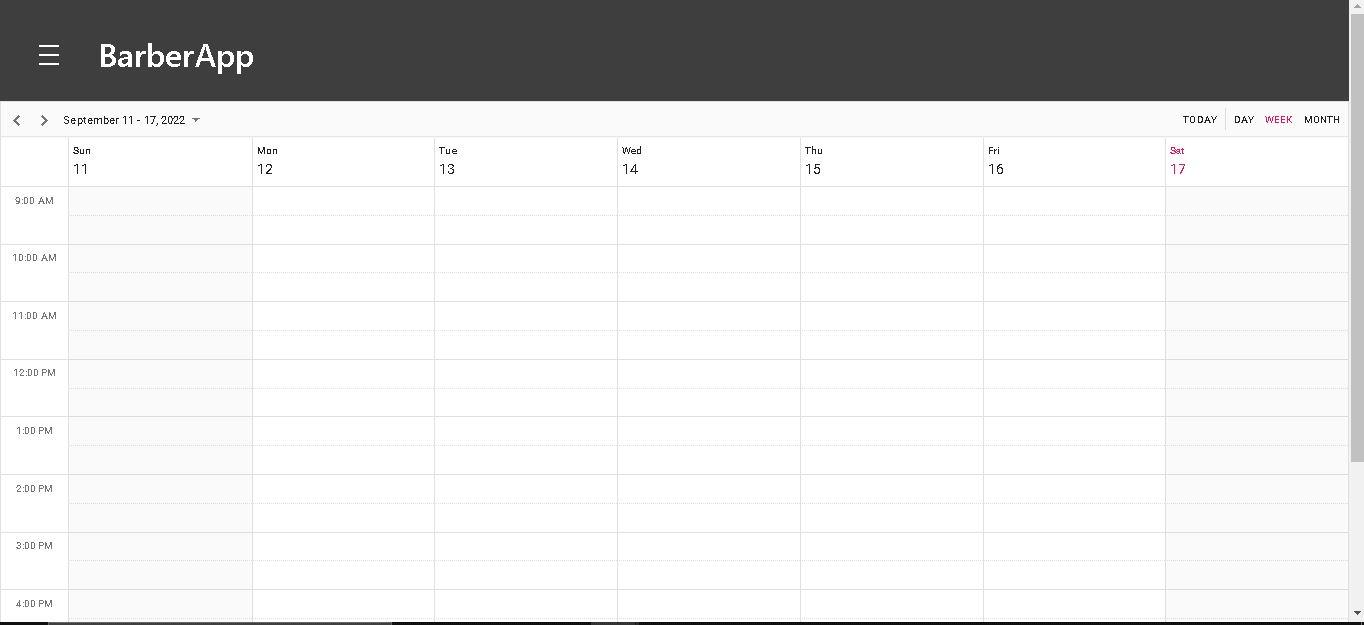 BarberApp
September 11 - 17, 2022 TODAY DAY WEEK MONTH
Sun Mon Tue Wed Thu Fri Sat
11 12 13 14 15 16 17
9:00 AM
10:00 AM
11:00 AM
12:00 PM
1:00 PM
2:00 PM
3:00 PM
4:00 PM